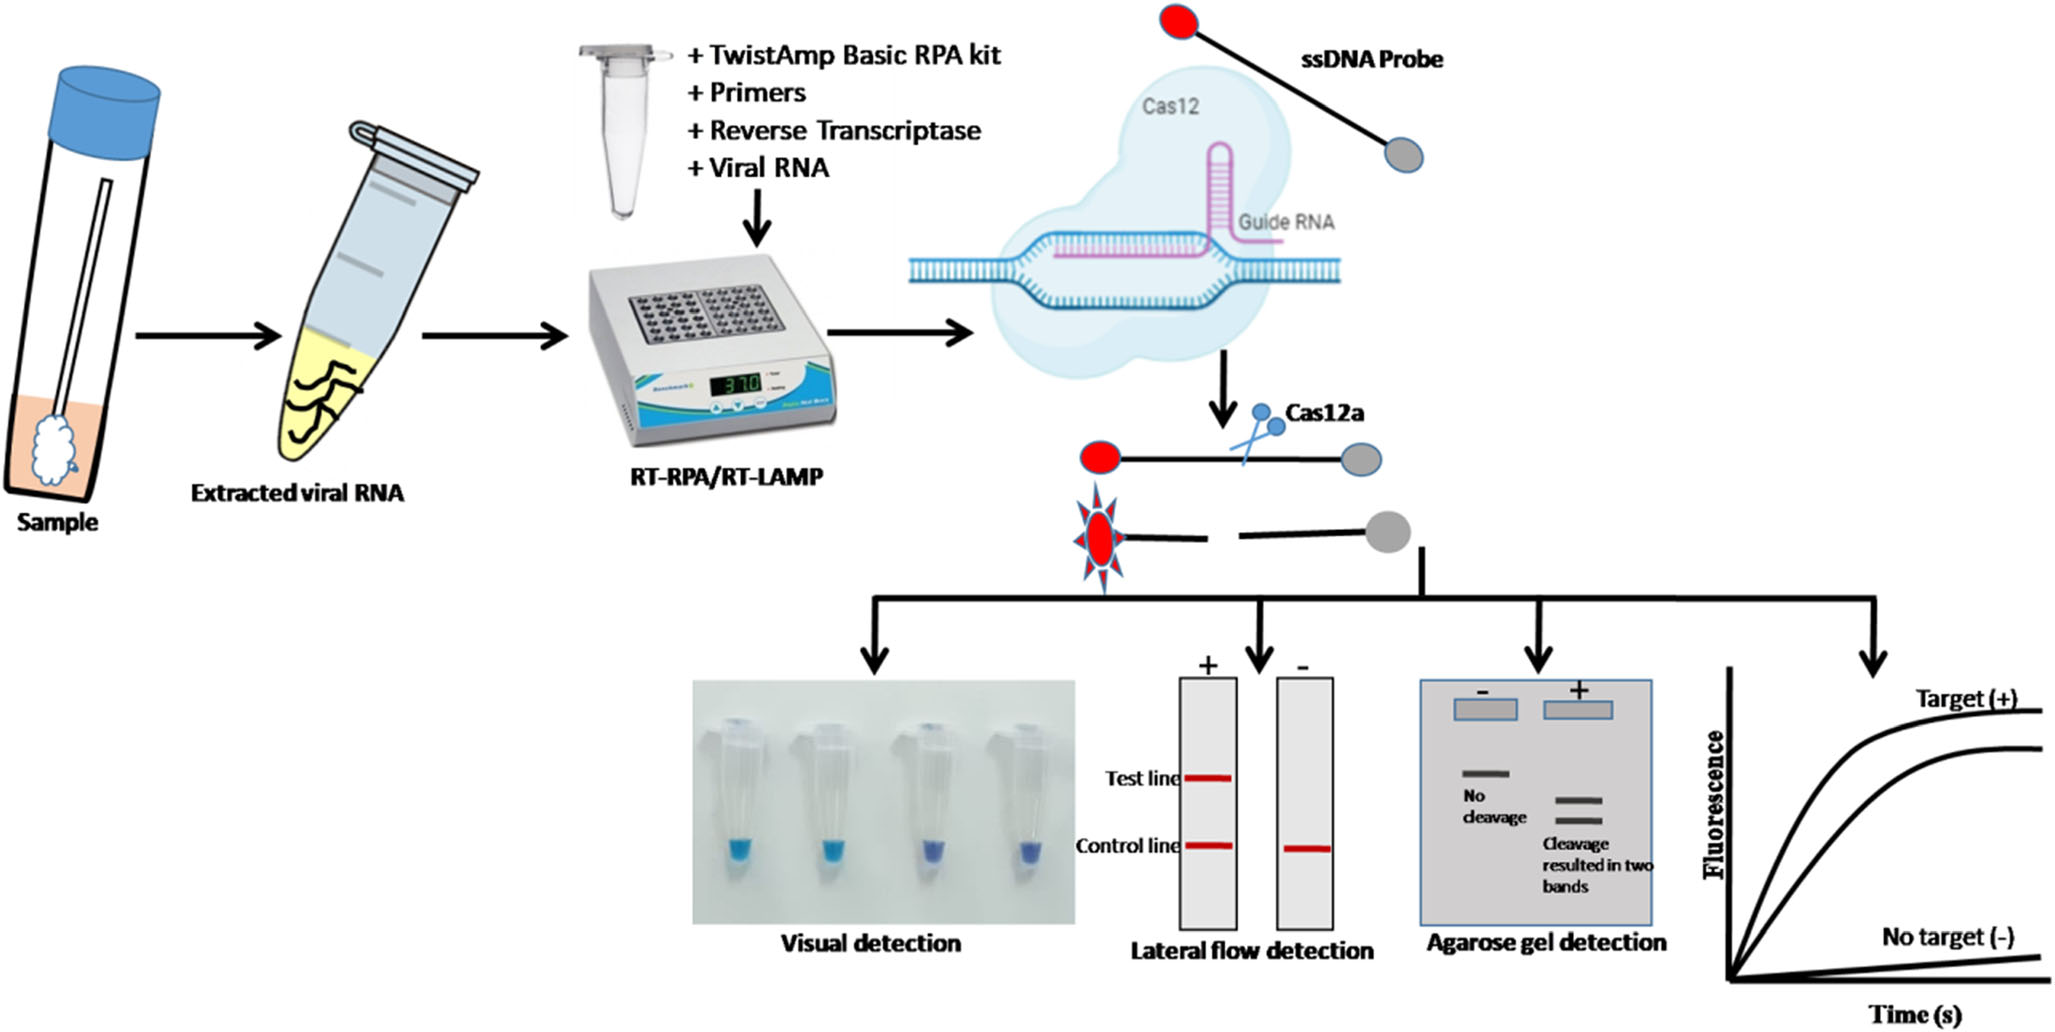 + TwistAmp Basic RPA kit
+ Primers
+ Reverse Transcriptase
+ Viral RNA
ssDNA Probe
Cas12
Guide RNA
37.0
Sample
Extracted viral RNA
RT-RPA/RT-LAMP
Cas12a
+
-
Test line
Control line
-
+
No
cleavage
Cleavage
resulted in two
bands
Target (+)
No target (-)
Fluorescence
Time (s)
Visual detection
Lateral flow detection
Agarose gel detection